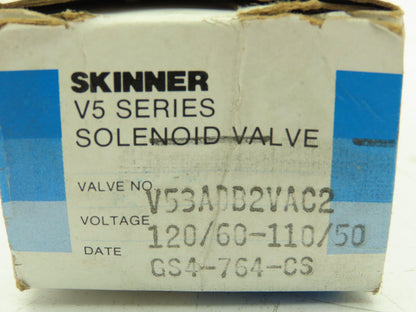 SKINNER
V5 SERIES
SOLENOID VALVE
VALVE NO. V53ADB2VAC2
VOLTAGE 120/60-110/50
DATE GS4-764-CS